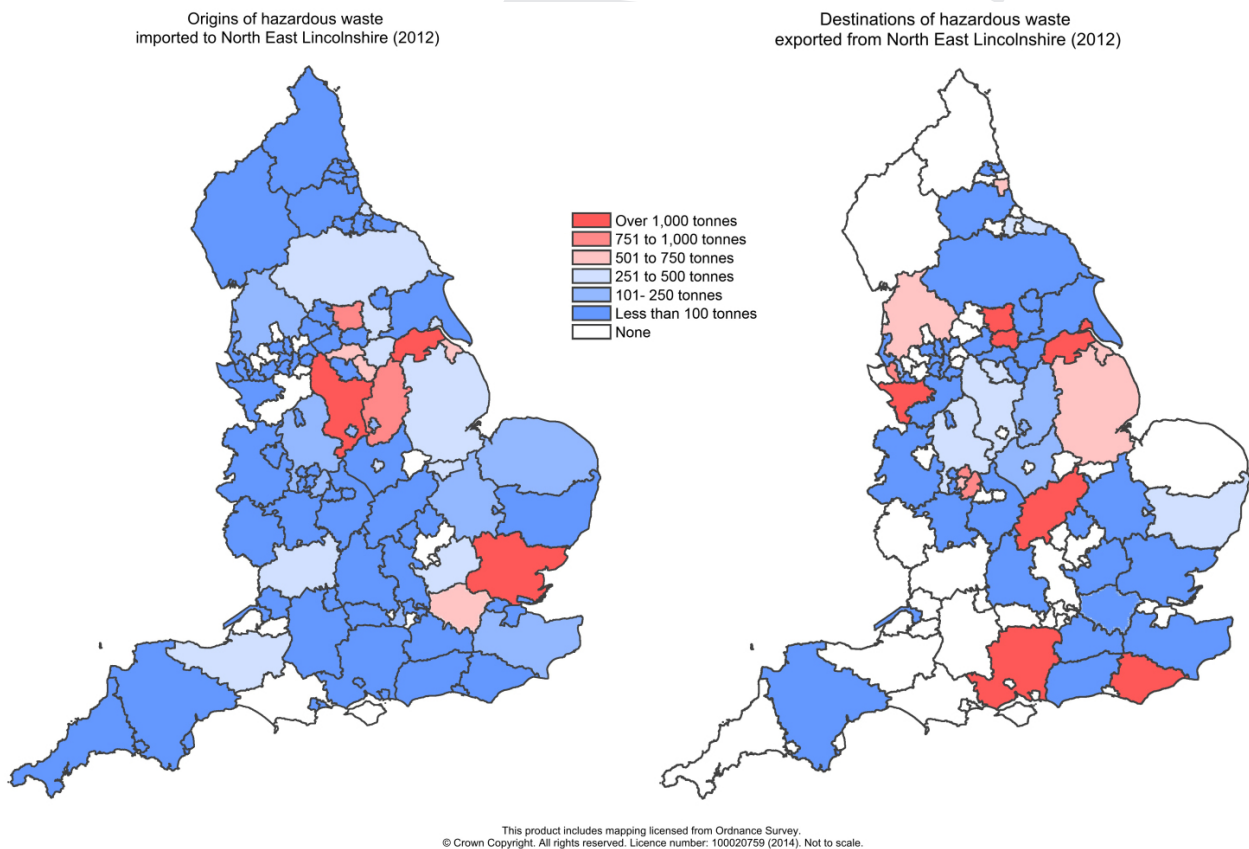 Origins of hazardous waste
imported to North East Lincolnshire (2012)
Destinations of hazardous waste
exported from North East Lincolnshire (2012)
Over 1,000 tonnes
751 to 1,000 tonnes
501 to 750 tonnes
251 to 500 tonnes
101- 250 tonnes
Less than 100 tonnes
None
This product includes mapping licensed from Ordnance Survey.
© Crown Copyright. All rights reserved. Licence number: 100020759 (2014). Not to scale.